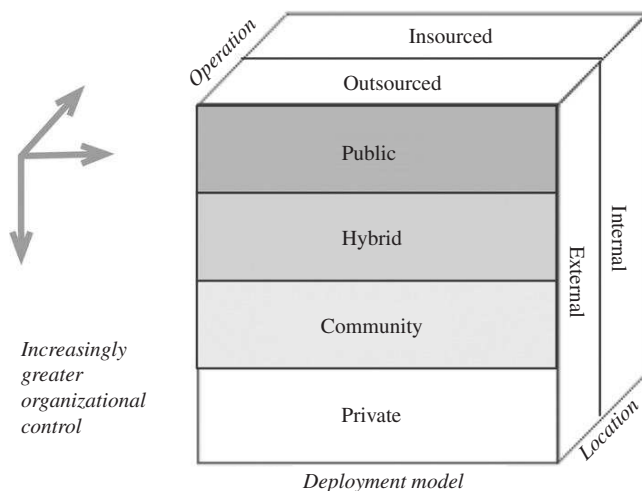 Operation
Insourced
Outsourced
Public
Hybrid
Community
Private
External
Internal
Location
Increasingly
greater
organizational
control
Deployment model